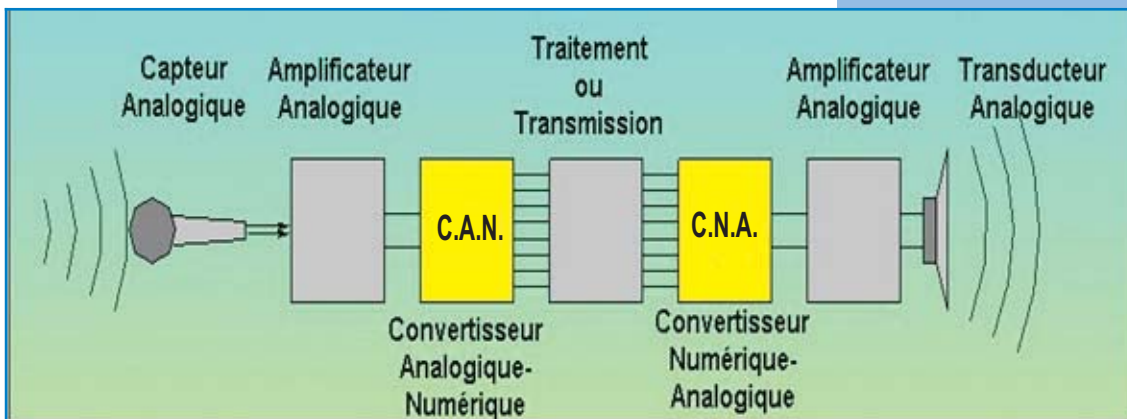 Capteur
Analogique
Amplificateur
Analogique
Traitement
ou
Transmission
Amplificateur
Analogique
Transducteur
Analogique
C.A.N.
C.N.A.
Convertisseur
Analogique-
Numérique
Convertisseur
Numérique-
Analogique